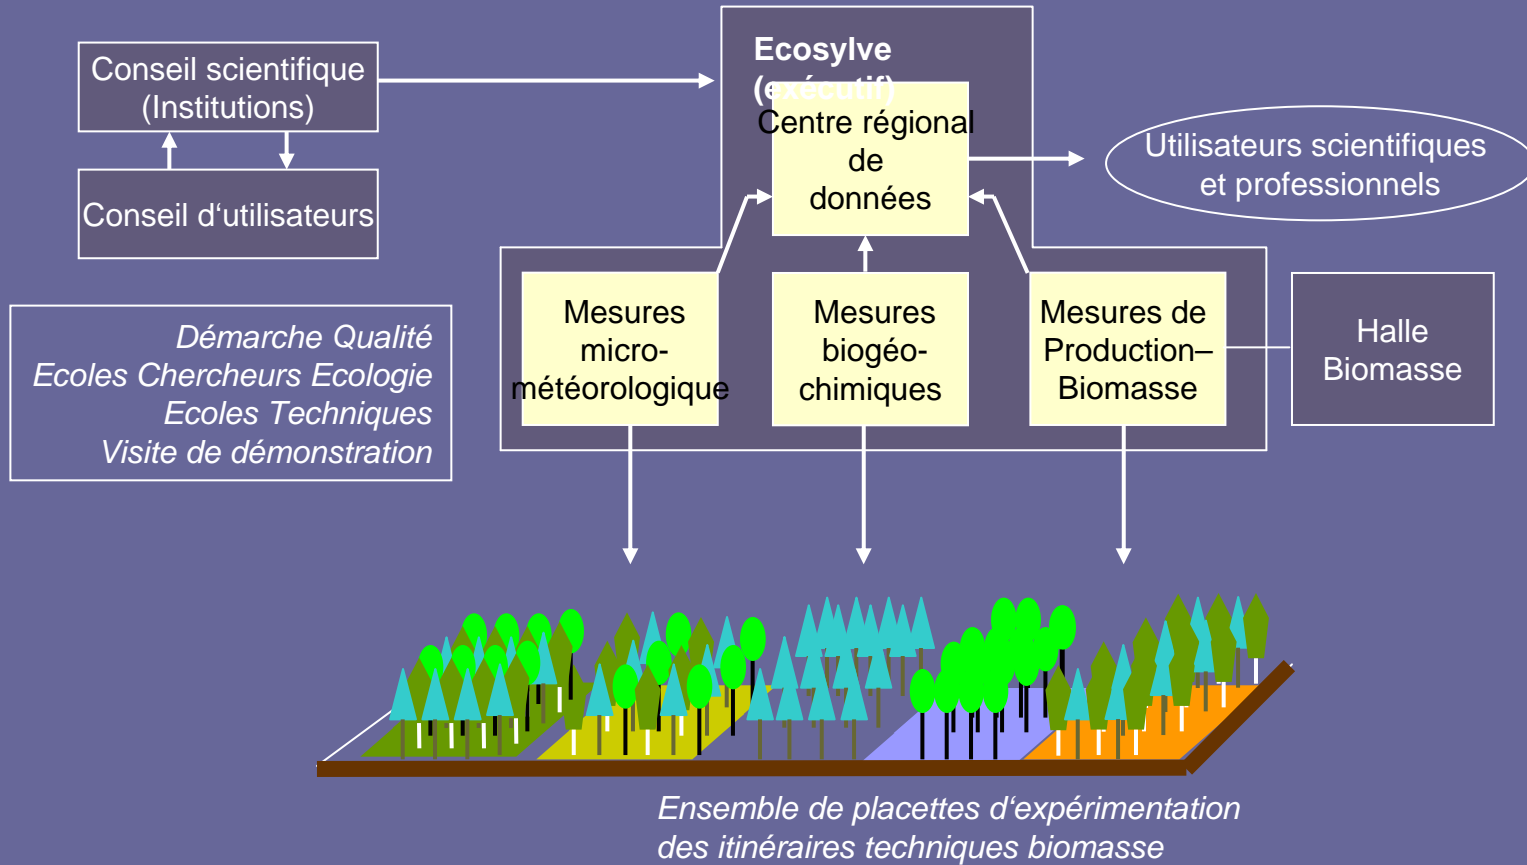 Ecosylve
(exécutif)
Conseil scientifique
(Institutions)
Conseil d‘utilisateurs
Centre régional
de
données
Utilisateurs scientifiques
et professionnels
Démarche Qualité
Ecoles Chercheurs Ecologie
Ecoles Techniques
Visite de démonstration
Mesures
micro-
météorologique
Mesures
biogéo-
chimiques
Mesures de
Production–
Biomasse
Halle
Biomasse
Ensemble de placettes d‘expérimentation
des itinéraires techniques biomasse